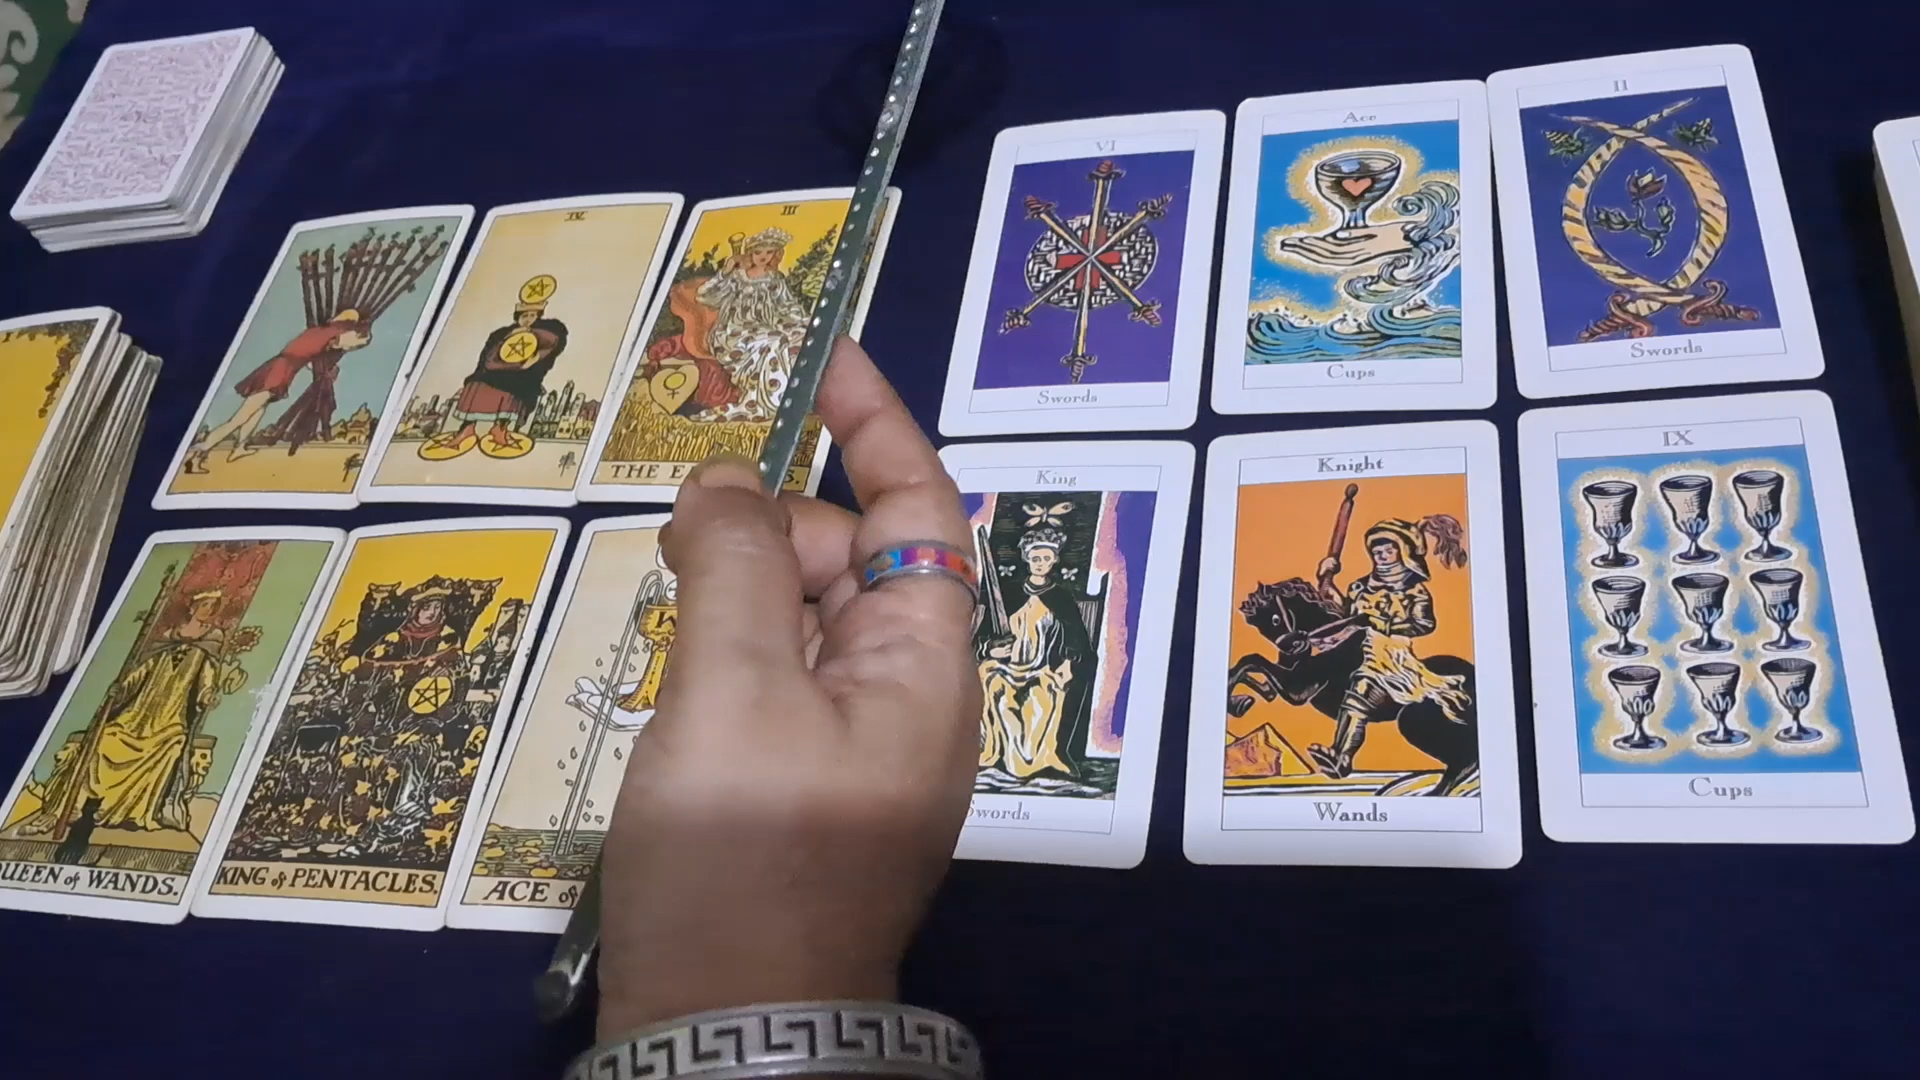 IV
III
THE E
S.
UEEN of WANDS.
KING of PENTACLES.
ACE of
VI
Swords
Ace
Cups
II
Swords
King
Swords
Knight
Wands
IX
Cups